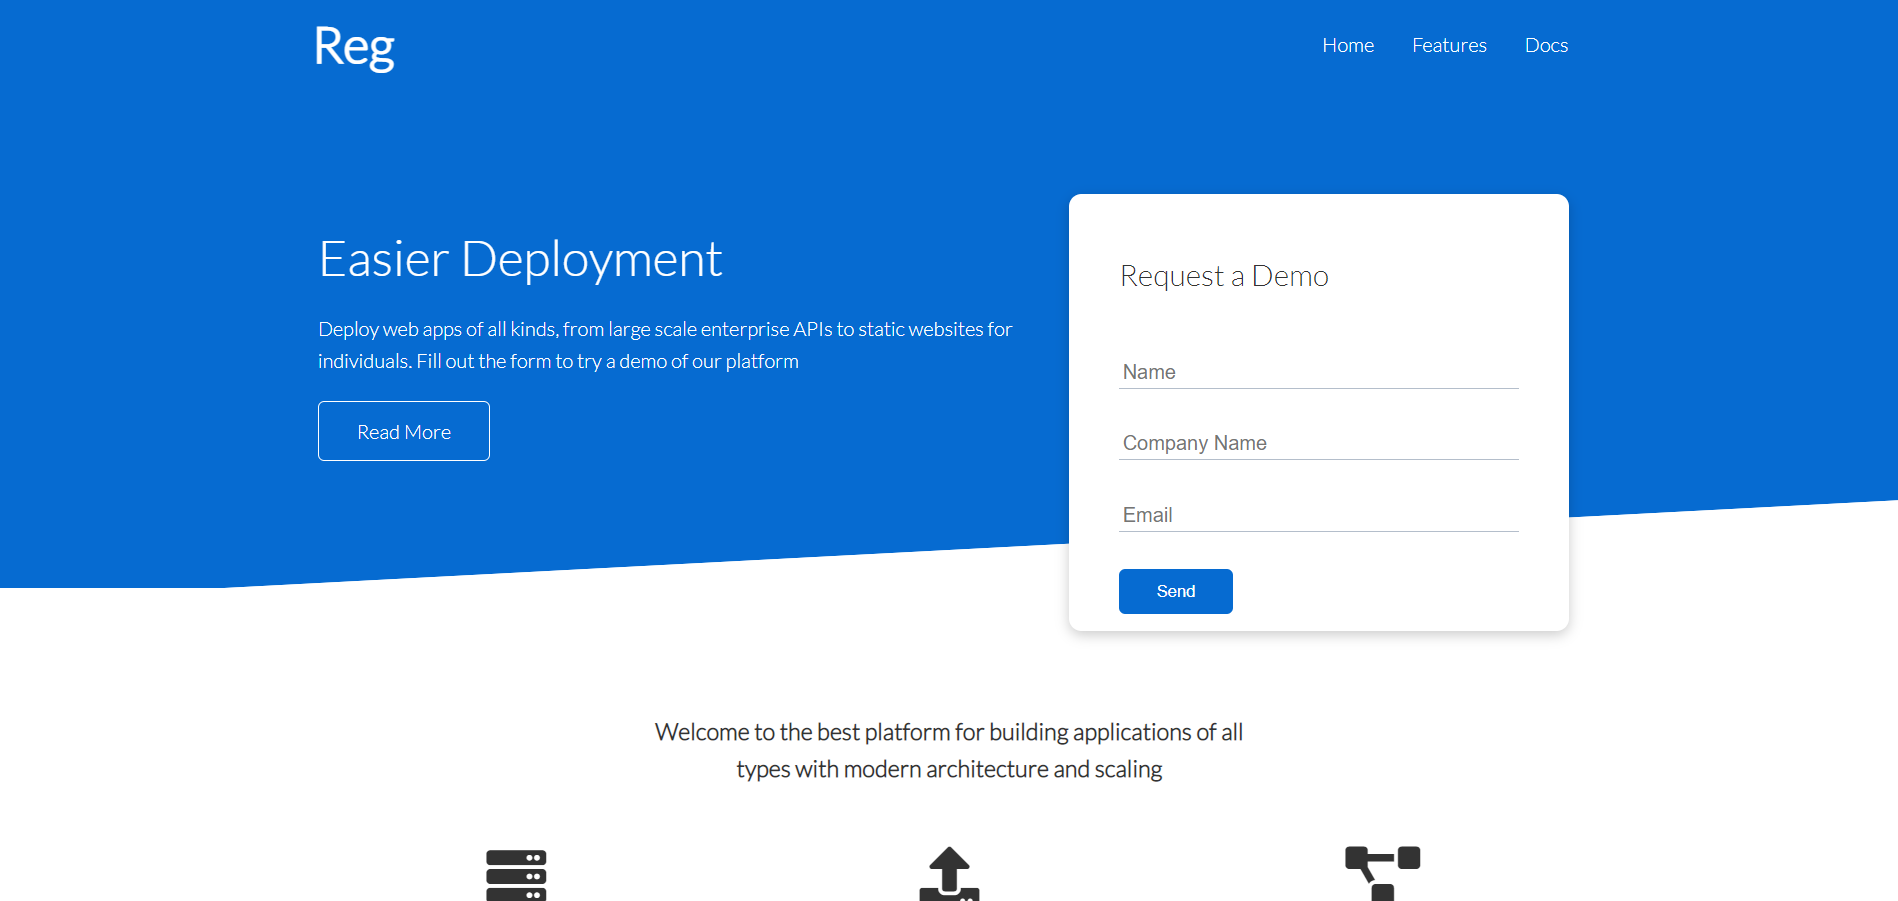 Reg
Home
Features
Docs
Easier Deployment
Deploy web apps of all kinds, from large scale enterprise APIs to static websites for
individuals. Fill out the form to try a demo of our platform
Read More
Request a Demo
Name
Company Name
Email
Send
Welcome to the best platform for building applications of all
types with modern architecture and scaling